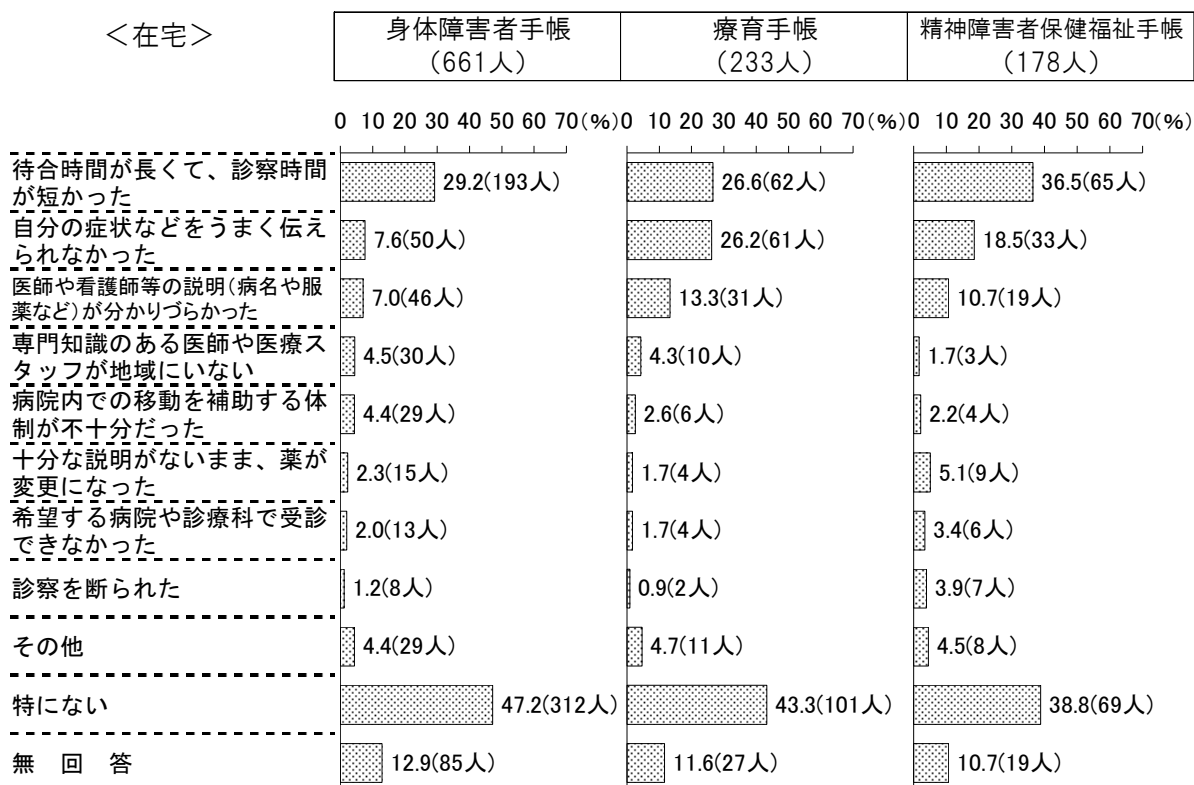 ＜在宅＞
身体障害者手帳
（661人）
療育手帳
（233人）
精神障害者保健福祉手帳
（178人）
0 10 20 30 40 50 60 70(%)
0 10 20 30 40 50 60 70(%)
0 10 20 30 40 50 60 70(%)
待合時間が長くて、診察時間
が短かった
29.2(193人)
26.6(62人)
36.5(65人)
自分の症状などをうまく伝え
られなかった
7.6(50人)
26.2(61人)
18.5(33人)
医師や看護師等の説明（病名や服
薬など）が分かりづらかった
7.0(46人)
13.3(31人)
10.7(19人)
専門知識のある医師や医療ス
タッフが地域にいない
4.5(30人)
4.3(10人)
1.7(3人)
病院内での移動を補助する体
制が不十分だった
4.4(29人)
2.6(6人)
2.2(4人)
十分な説明がないまま、薬が
変更になった
2.3(15人)
1.7(4人)
5.1(9人)
希望する病院や診療科で受診
できなかった
2.0(13人)
1.7(4人)
3.4(6人)
診察を断られた
1.2(8人)
0.9(2人)
3.9(7人)
その他
4.4(29人)
4.7(11人)
4.5(8人)
特にない
47.2(312人)
43.3(101人)
38.8(69人)
無　回　答
12.9(85人)
11.6(27人)
10.7(19人)